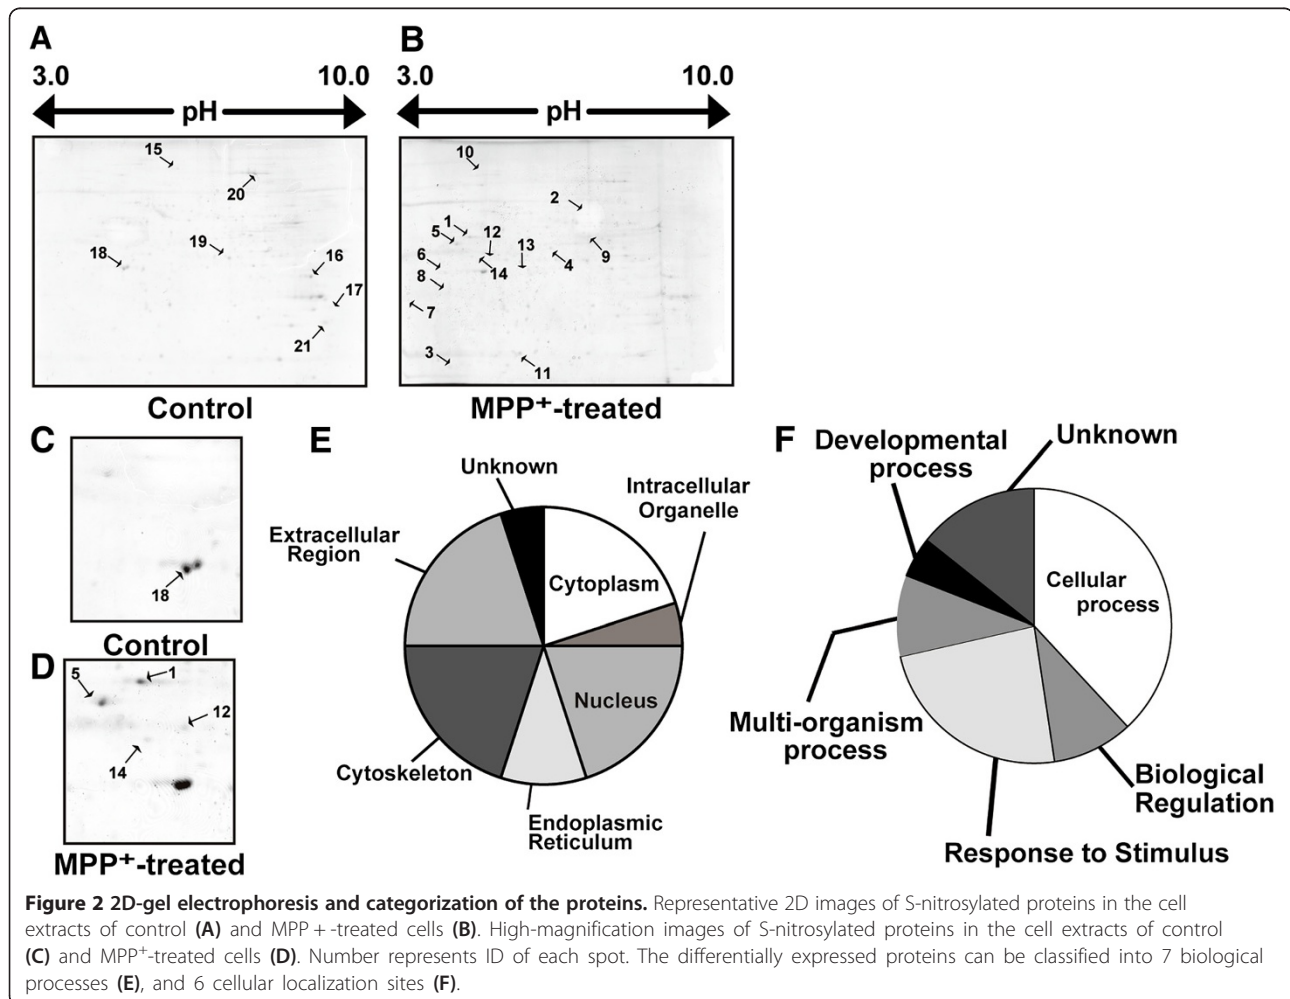 A
B
3.0 10.0
3.0 10.0
pH
pH
15
20
19
18
16
17
21
10
2
1
5
12
13
6
14
4
9
8
7
3
11
Control
MPP+-treated
C
18
Control
D
5
1
12
14
MPP+-treated
E
Unknown
Intracellular
Organelle
Extracellular
Region
Cytoplasm
Nucleus
Cytoskeleton
Endoplasmic
Reticulum
F
Developmental
process
Unknown
Cellular
process
Multi-organism
process
Biological
Regulation
Response to Stimulus
Figure 2 2D-gel electrophoresis and categorization of the proteins. Representative 2D images of S-nitrosylated proteins in the cell
extracts of control (A) and MPP + -treated cells (B). High-magnification images of S-nitrosylated proteins in the cell extracts of control
(C) and MPP+-treated cells (D). Number represents ID of each spot. The differentially expressed proteins can be classified into 7 biological
processes (E), and 6 cellular localization sites (F).